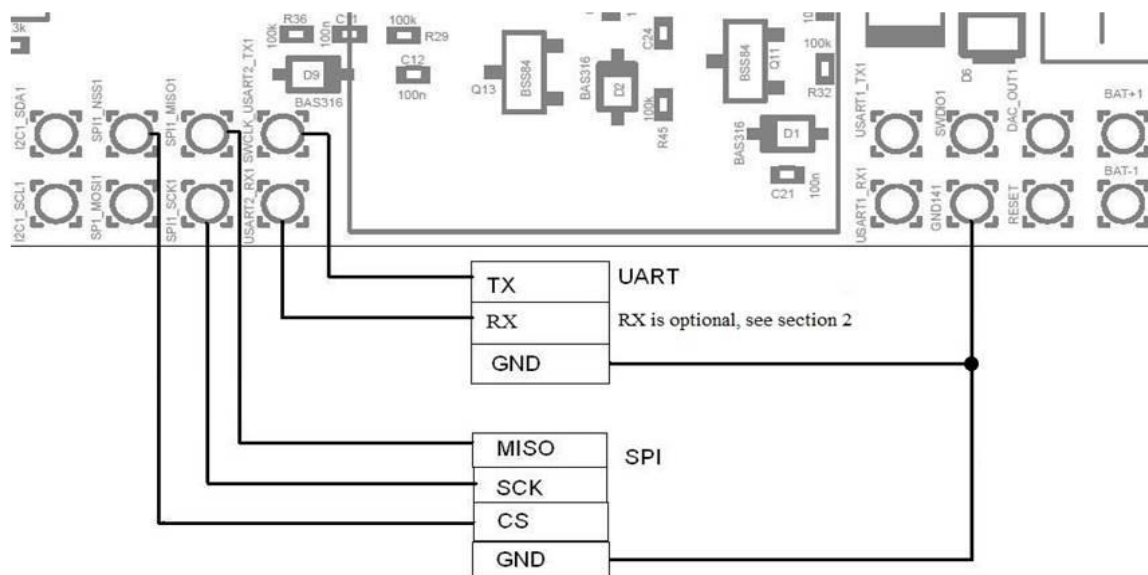 3k
R36
100k
C11
100n
100k
R29
C12
100n
D9
BAS316
Q13
BSS84
BAS316
D2
C24
100k
R45
BSS84
Q11
100k
R32
BAS316
D1
C21
100n
D6
I2C1_SDA1
SPI1_NSS1
SPI1_MISO1
SWCLK_USART2_TX1
USART1_TX1
SWDIO1
DAC_OUT1
BAT+1
I2C1_SCL1
SP1_MOSI1
SPI1_SCK1
USART2_RX1
USART1_RX1
GND141
RESET
BAT-1
TX
UART
RX
RX is optional, see section 2
GND
MISO
SPI
SCK
CS
GND